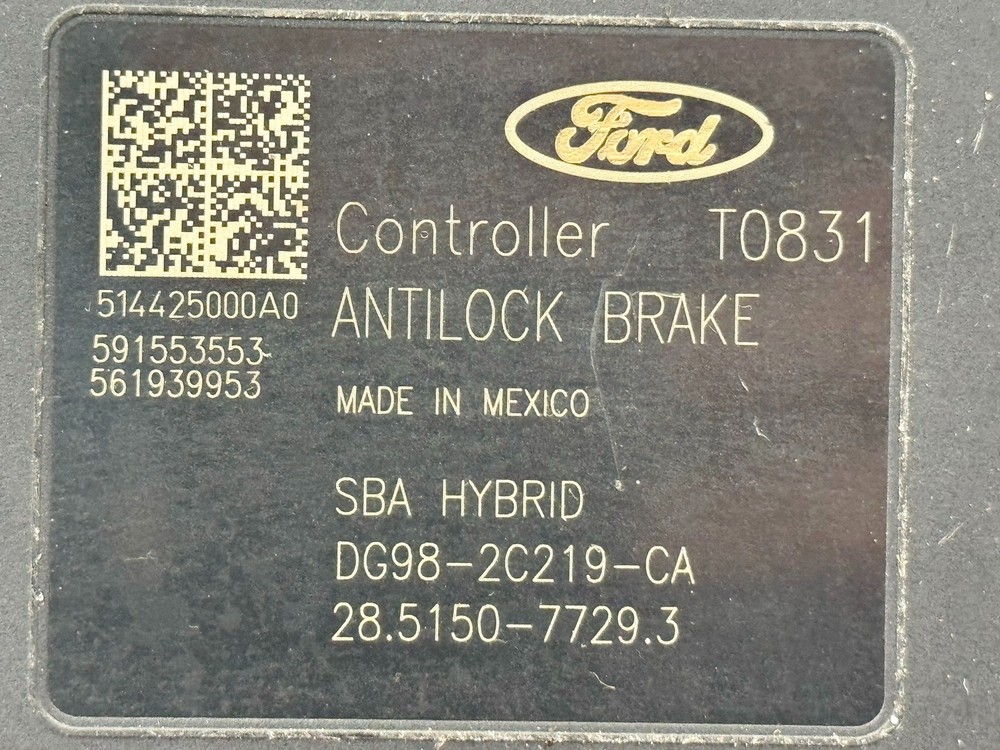 Ford
Controller T0831
ANTILOCK BRAKE
MADE IN MEXICO
514425000A0
591553553
561939953
SBA HYBRID
DG98-2C219-CA
28.5150-7729.3